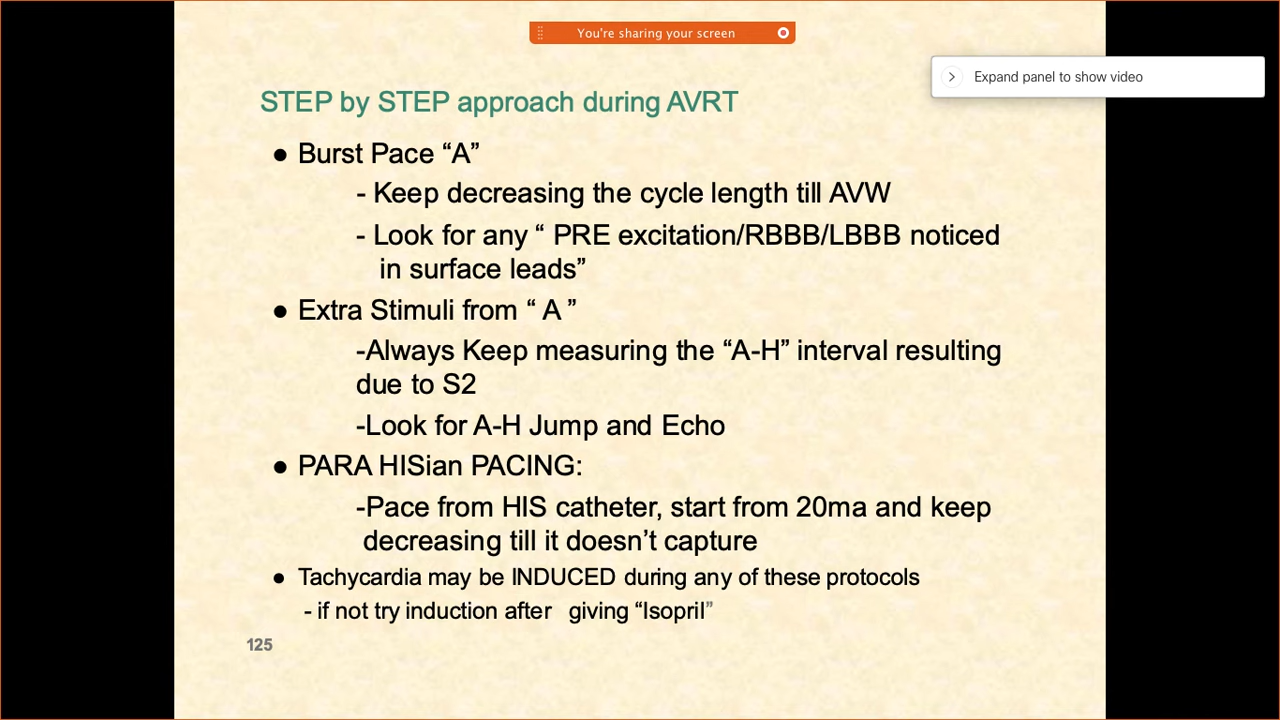 You're sharing your screen
Expand panel to show video
STEP by STEP approach during AVRT
● Burst Pace “A”
- Keep decreasing the cycle length till AVW
- Look for any “ PRE excitation/RBBB/LBBB noticed
in surface leads”
● Extra Stimuli from “ A ”
-Always Keep measuring the “A-H” interval resulting
due to S2
-Look for A-H Jump and Echo
● PARA HISian PACING:
-Pace from HIS catheter, start from 20ma and keep
decreasing till it doesn’t capture
● Tachycardia may be INDUCED during any of these protocols
- if not try induction after giving “Isopril”
125